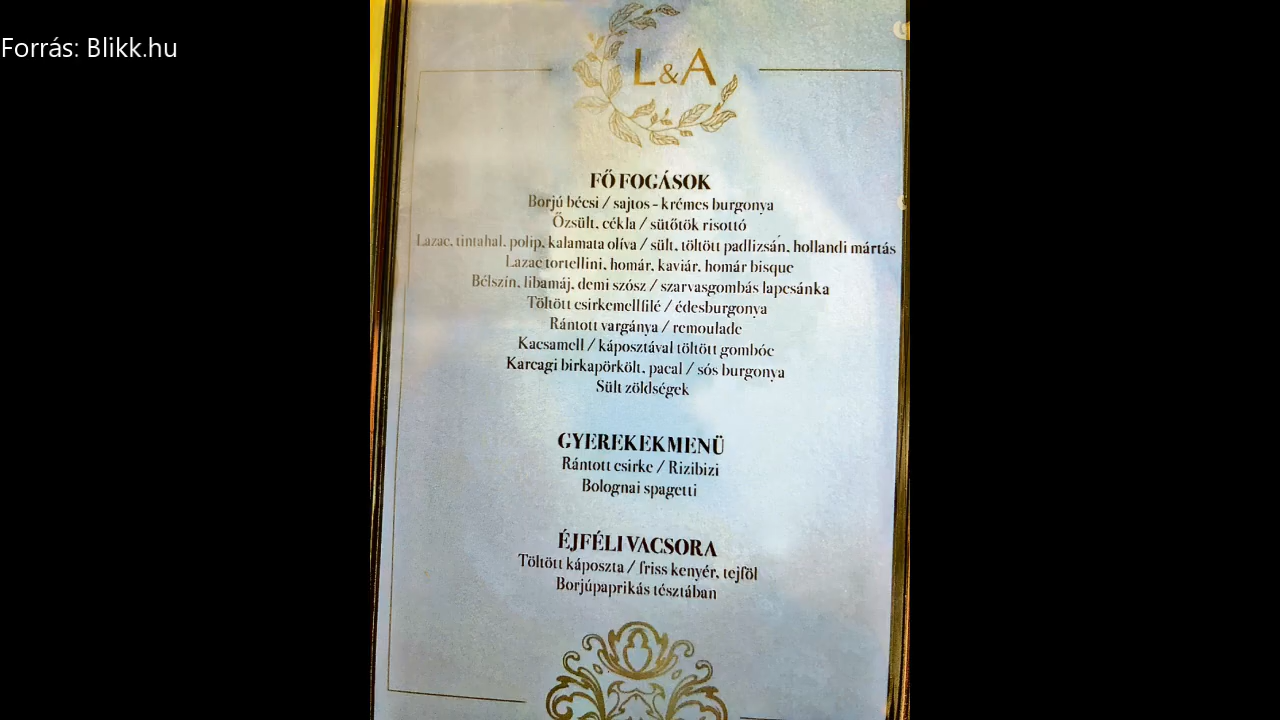 Forrás: Blikk.hu
L&A
FŐ FOGÁSOK
Borjú bécsi / sajtos - krémes burgonya
Őzsült, cékla / sütőtök risottó
Lazac, tintahal, polip, kalamata olíva / sült, töltött padlizsán, hollandi mártás
Lazac tortellini, homár, kaviár, homár bisque
Bélszín, libamáj, demi szósz / szarvasgombás lapcsánka
Töltött csirkemellfilé / édesburgonya
Rántott vargánya / remoulade
Kacsamell / káposztával töltött gombóc
Karcagi birkapörkölt, pacal / sós burgonya
Sült zöldségek
GYEREKEKMENÜ
Rántott csirke / Rizibizi
Bolognai spagetti
ÉJFÉLI VACSORA
Töltött káposzta / friss kenyér, tejföl
Borjúpaprikás tésztában